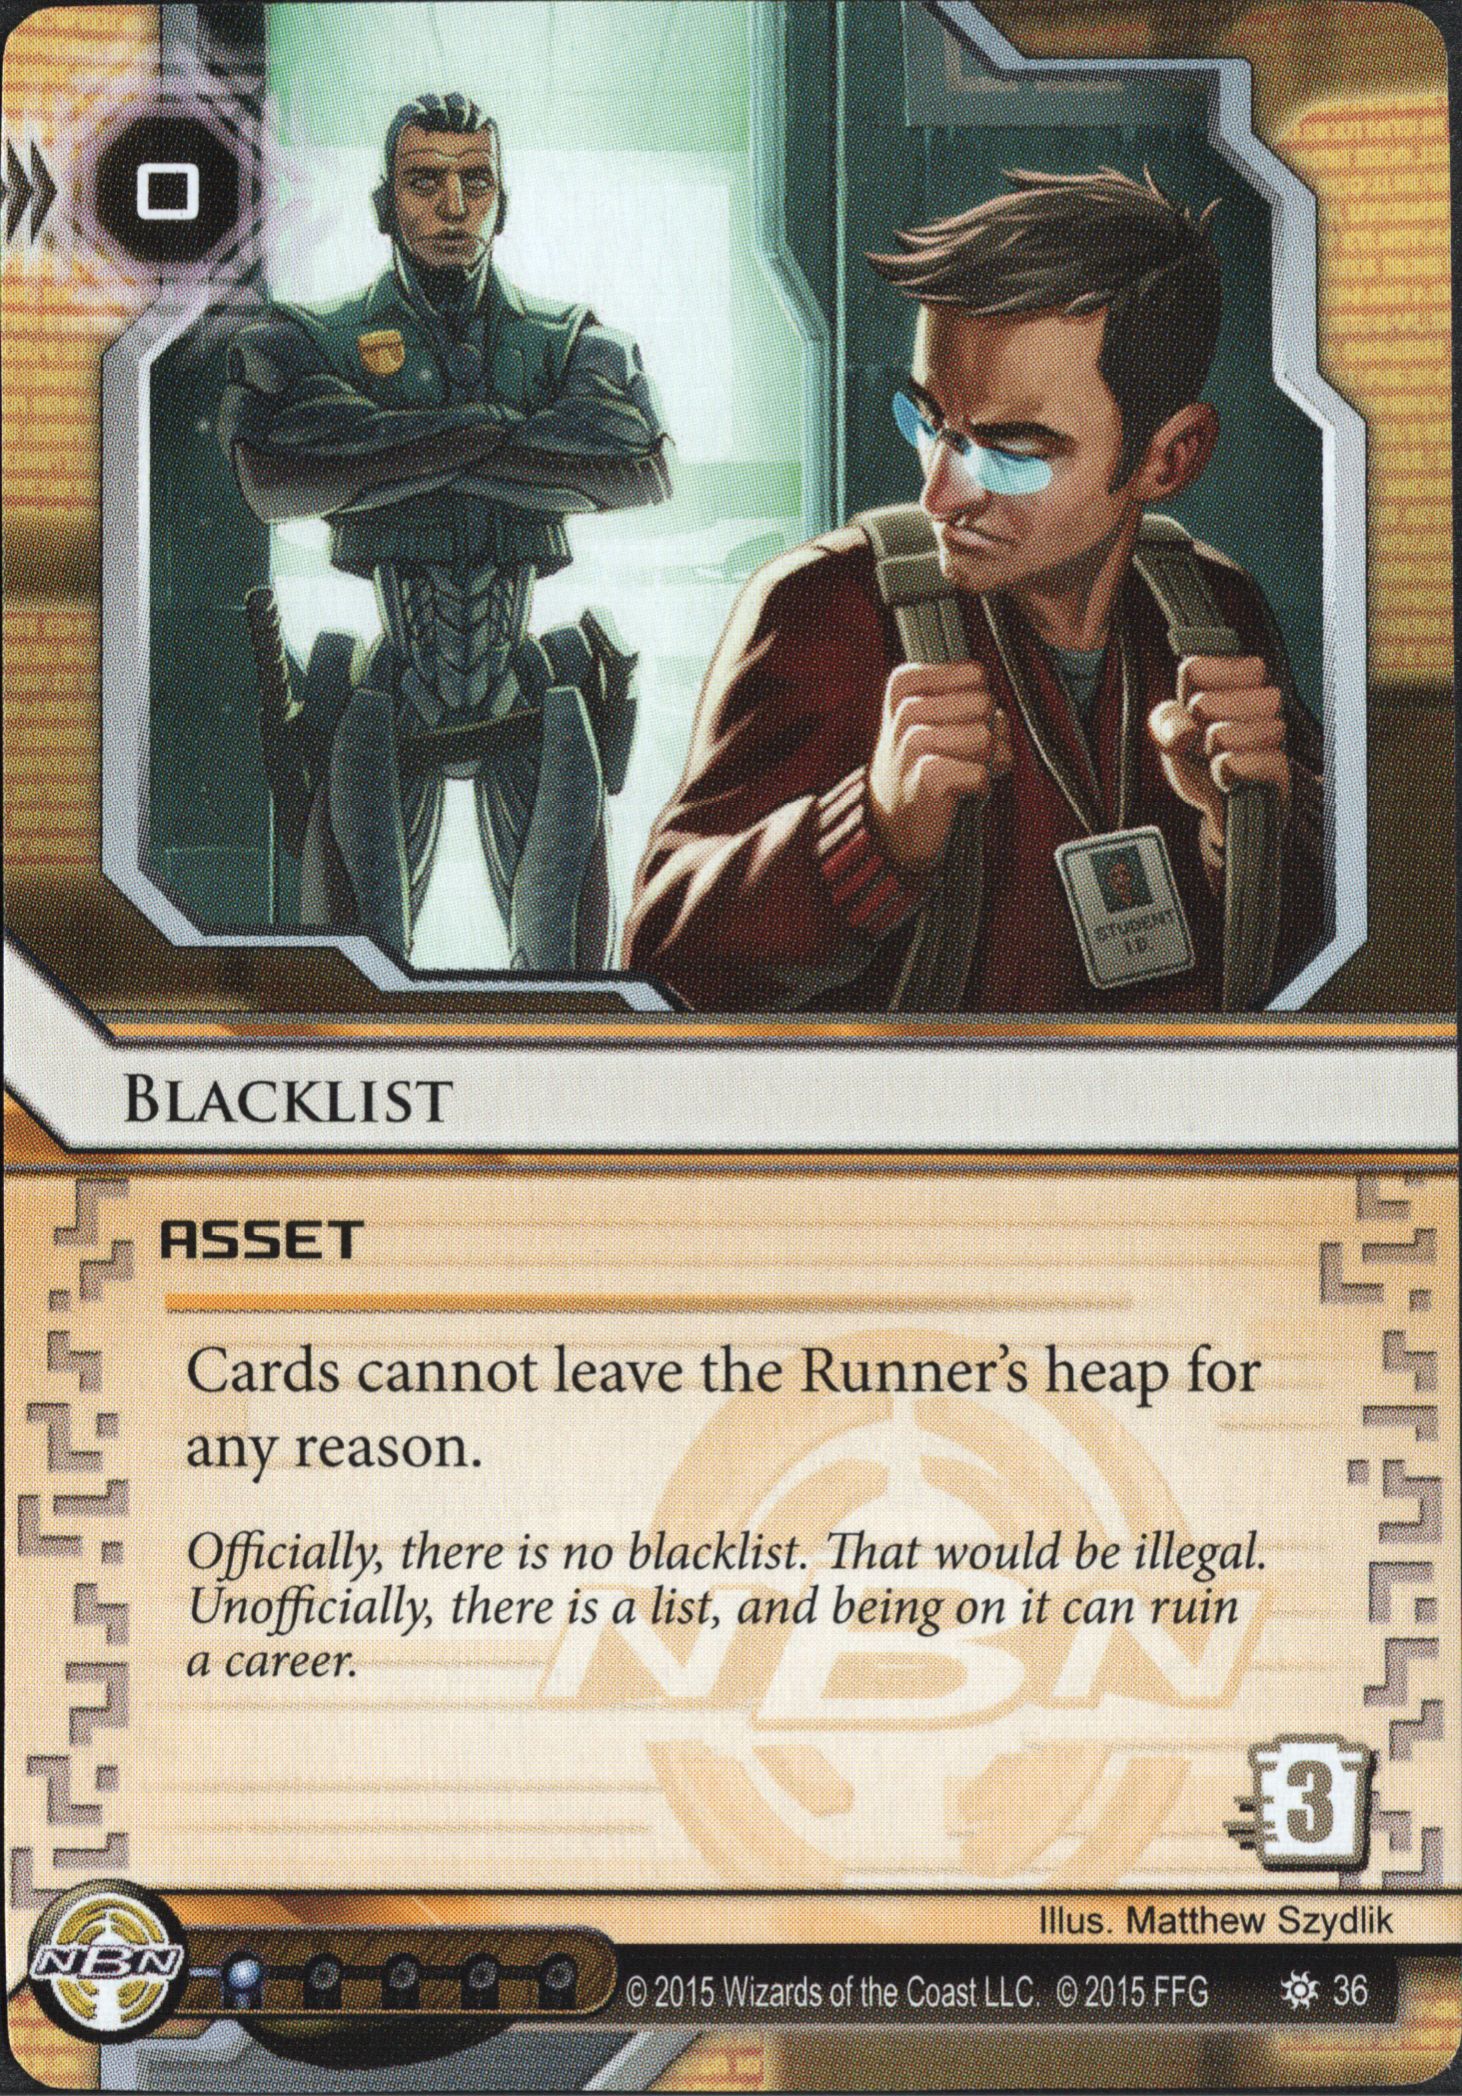 0
STUDENT
I.D.
BLACKLIST
ASSET
Cards cannot leave the Runner's heap for
any reason.
Officially, there is no blacklist. That would be illegal.
Unofficially, there is a list, and being on it can ruin
a career.
NBN
3
Illus. Matthew Szydlik
NBN
© 2015 Wizards of the Coast LLC. © 2015 FFG
36